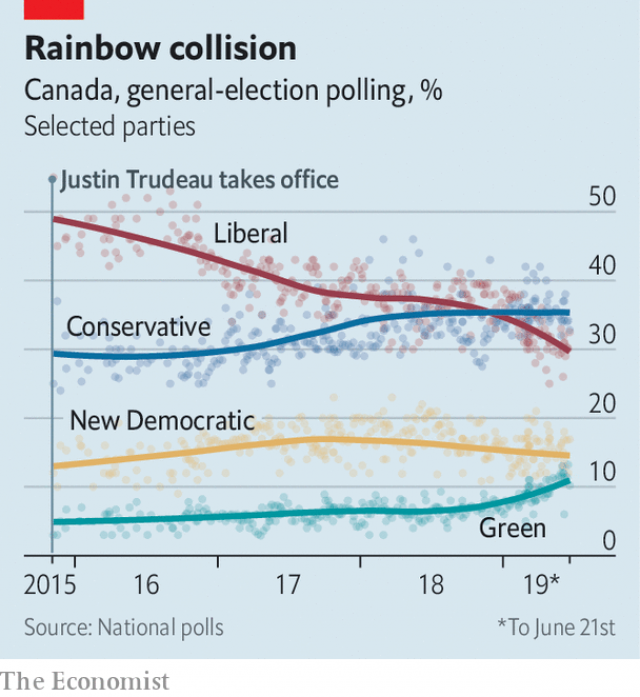 Rainbow collision
Canada, general-election polling, %
Selected parties
Justin Trudeau takes office
50
Liberal
40
Conservative
30
20
New Democratic
10
Green
0
2015 16 17 18 19*
Source: National polls *To June 21st
The Economist